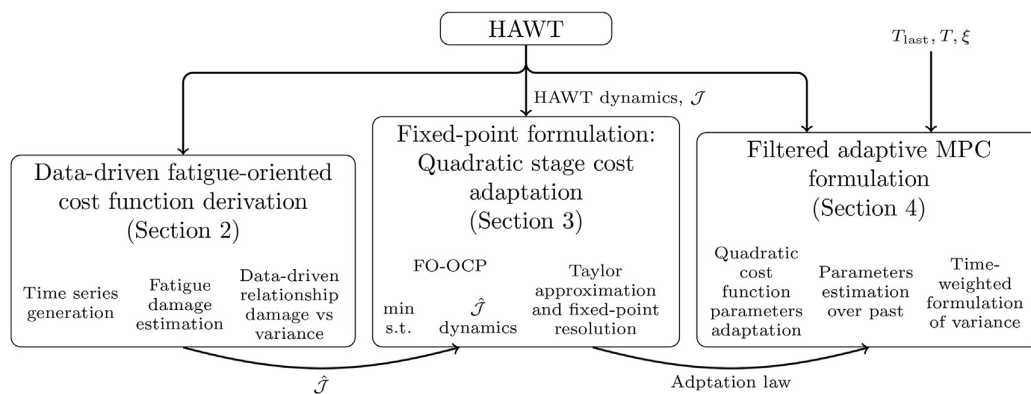 HAWT
T_last, T, ξ
HAWT dynamics, 𝒥
Data-driven fatigue-oriented
cost function derivation
(Section 2)
Time series
generation
Fatigue
damage
estimation
Data-driven
relationship
damage vs
variance
Fixed-point formulation:
Quadratic stage cost
adaptation
(Section 3)
FO-OCP
min 𝒥̂
s.t. dynamics
Taylor
approximation
and fixed-point
resolution
Filtered adaptive MPC
formulation
(Section 4)
Quadratic
cost
function
parameters
adaptation
Parameters
estimation
over past
Time-
weighted
formulation
of variance
𝒥̂
Adptation law